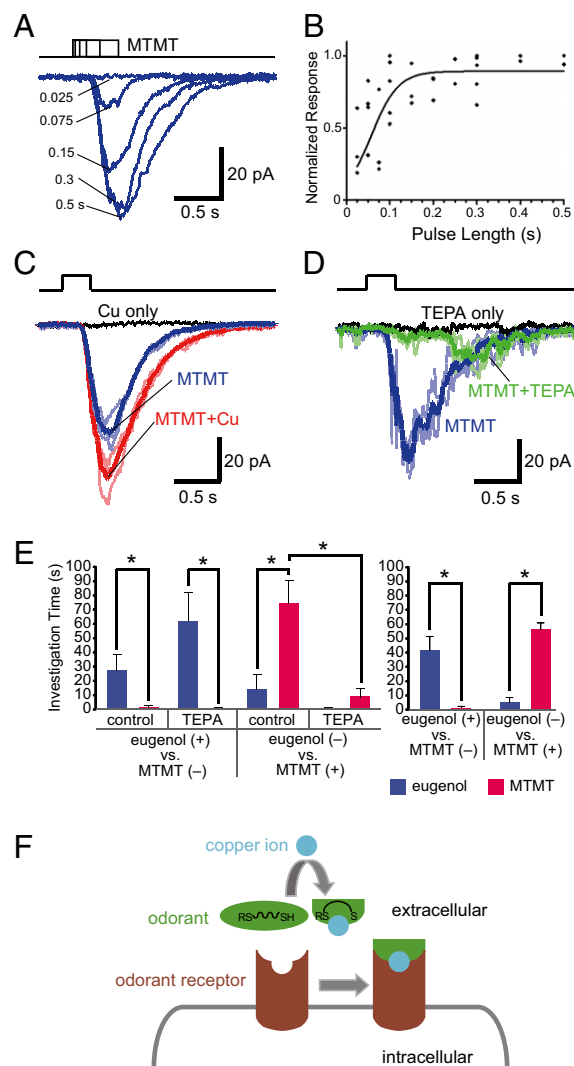 A
MTMT
0.025
0.075
0.15
0.3
0.5 s
20 pA
0.5 s
B
Normalized Response
1.0
0.5
0
0 0.1 0.2 0.3 0.4 0.5
Pulse Length (s)
C
Cu only
MTMT
MTMT+Cu
20 pA
0.5 s
D
TEPA only
MTMT+TEPA
MTMT
20 pA
0.5 s
E
Investigation Time (s)
100
90
80
70
60
50
40
30
20
10
0
* * * *
control TEPA control TEPA
eugenol (+)
vs.
MTMT (–)
eugenol (–)
vs.
MTMT (+)
100
90
80
70
60
50
40
30
20
10
0
* *
eugenol (+)
vs.
MTMT (–)
eugenol (–)
vs.
MTMT (+)
eugenol MTMT
F
copper ion
odorant
RS SH
RS S
extracellular
odorant receptor
intracellular